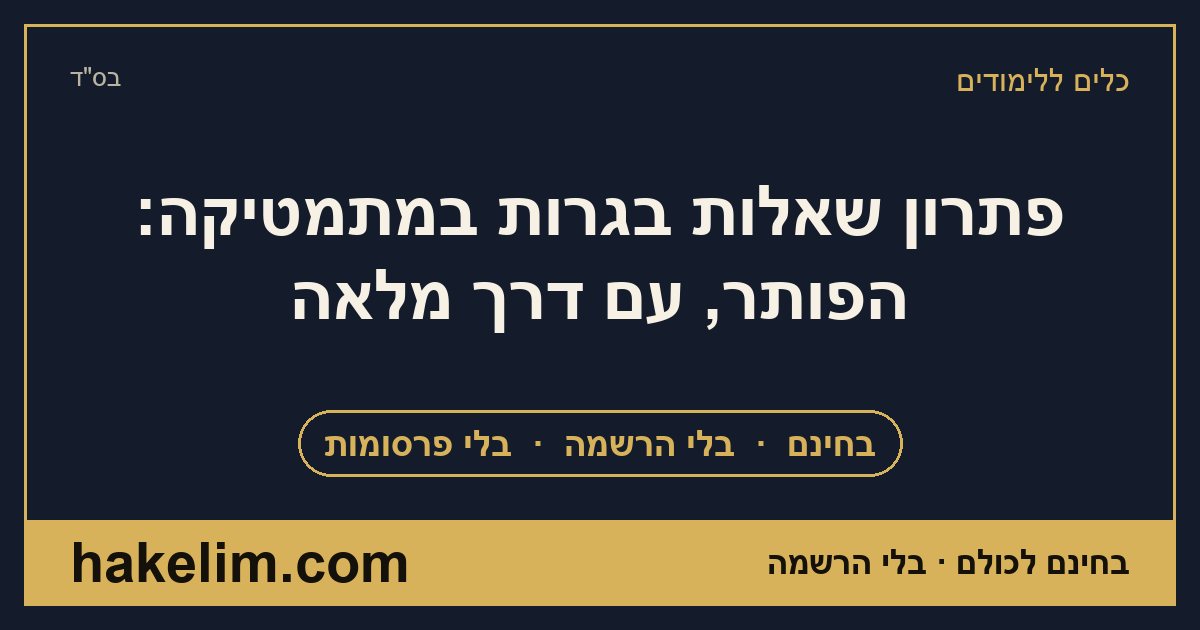 כלים ללימודים
בס"ד
פתרון שאלות בגרות במתמטיקה:
הפותר, עם דרך מלאה
בחינם · בלי הרשמה · בלי פרסומות
בחינם לכולם · בלי הרשמה
hakelim.com